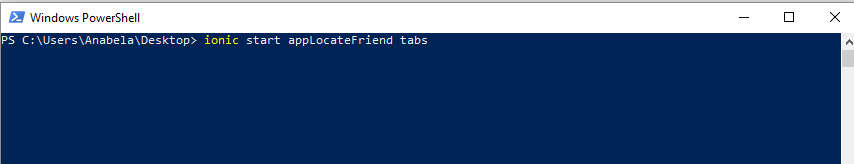 Windows PowerShell
PS C:\Users\Anabela\Desktop> ionic start appLocateFriend tabs